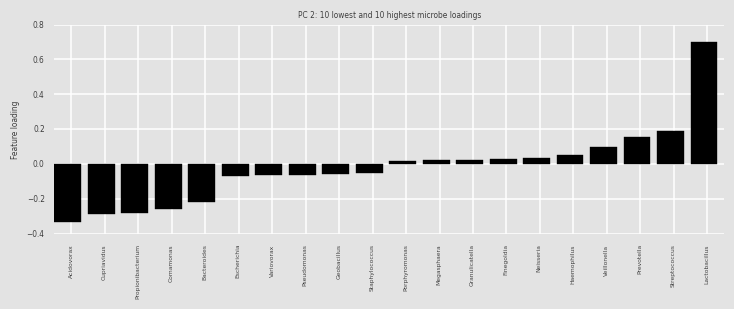 PC 2: 10 lowest and 10 highest microbe loadings
Feature loading
0.8
0.6
0.4
0.2
0.0
−0.2
−0.4
Acidovorax
Cupriavidus
Propionibacterium
Comamonas
Bacteroides
Escherichia
Variovorax
Pseudomonas
Geobacillus
Staphylococcus
Porphyromonas
Megasphaera
Granulicatella
Finegoldia
Neisseria
Haemophilus
Veillonella
Prevotella
Streptococcus
Lactobacillus